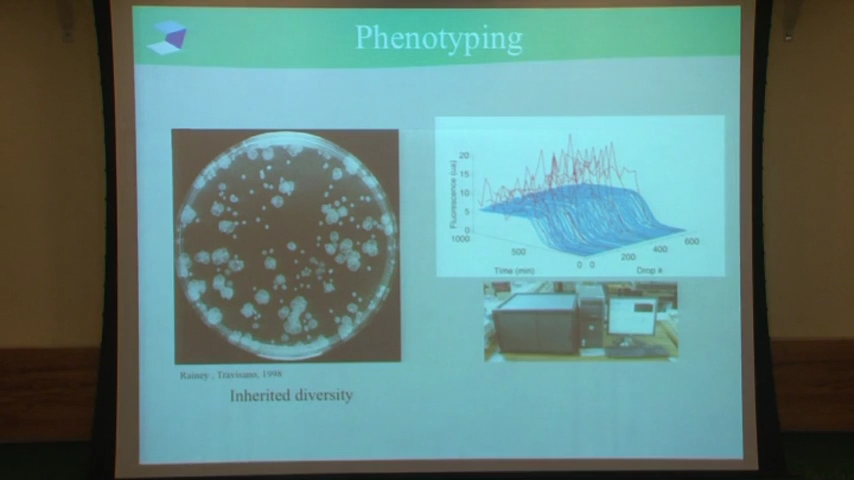 Phenotyping
20
15
10
5
0
Fluorescence (ua)
1000
500
0
Time (min)
0
200
400
600
Drop #
Rainey , Travisano, 1998
Inherited diversity